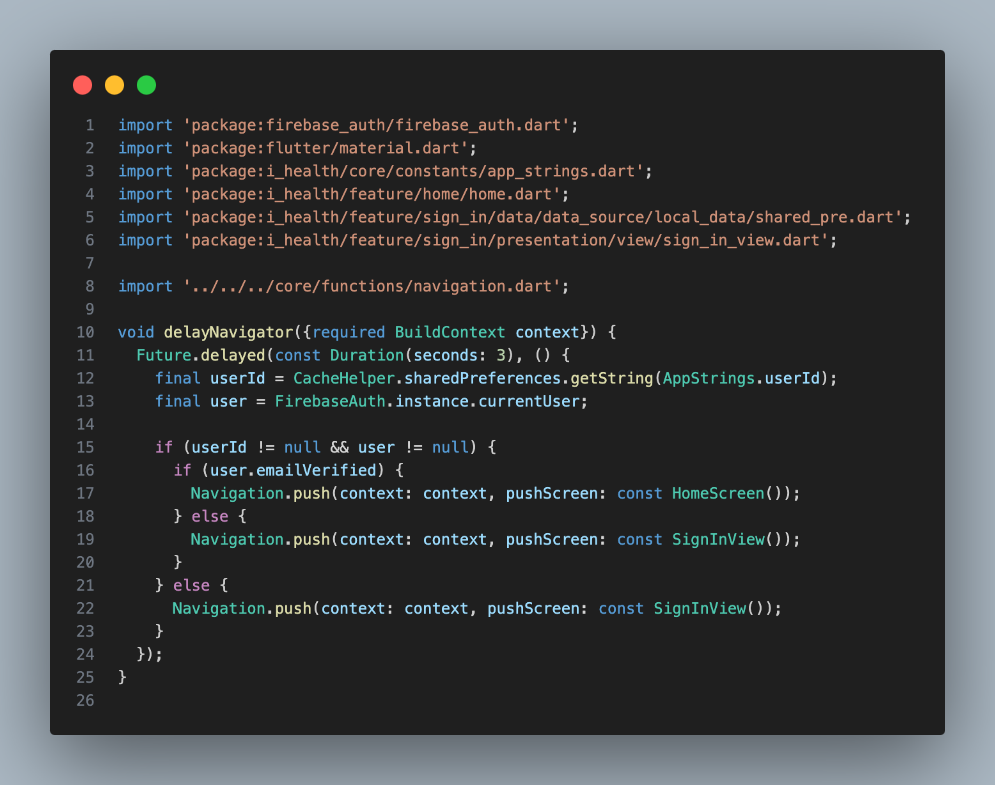 1 import 'package:firebase_auth/firebase_auth.dart';
2 import 'package:flutter/material.dart';
3 import 'package:i_health/core/constants/app_strings.dart';
4 import 'package:i_health/feature/home/home.dart';
5 import 'package:i_health/feature/sign_in/data/data_source/local_data/shared_pre.dart';
6 import 'package:i_health/feature/sign_in/presentation/view/sign_in_view.dart';
7
8 import '../../../core/functions/navigation.dart';
9
10 void delayNavigator({required BuildContext context}) {
11   Future.delayed(const Duration(seconds: 3), () {
12     final userId = CacheHelper.sharedPreferences.getString(AppStrings.userId);
13     final user = FirebaseAuth.instance.currentUser;
14
15     if (userId != null && user != null) {
16       if (user.emailVerified) {
17         Navigation.push(context: context, pushScreen: const HomeScreen());
18       } else {
19         Navigation.push(context: context, pushScreen: const SignInView());
20       }
21     } else {
22       Navigation.push(context: context, pushScreen: const SignInView());
23     }
24   });
25 }
26